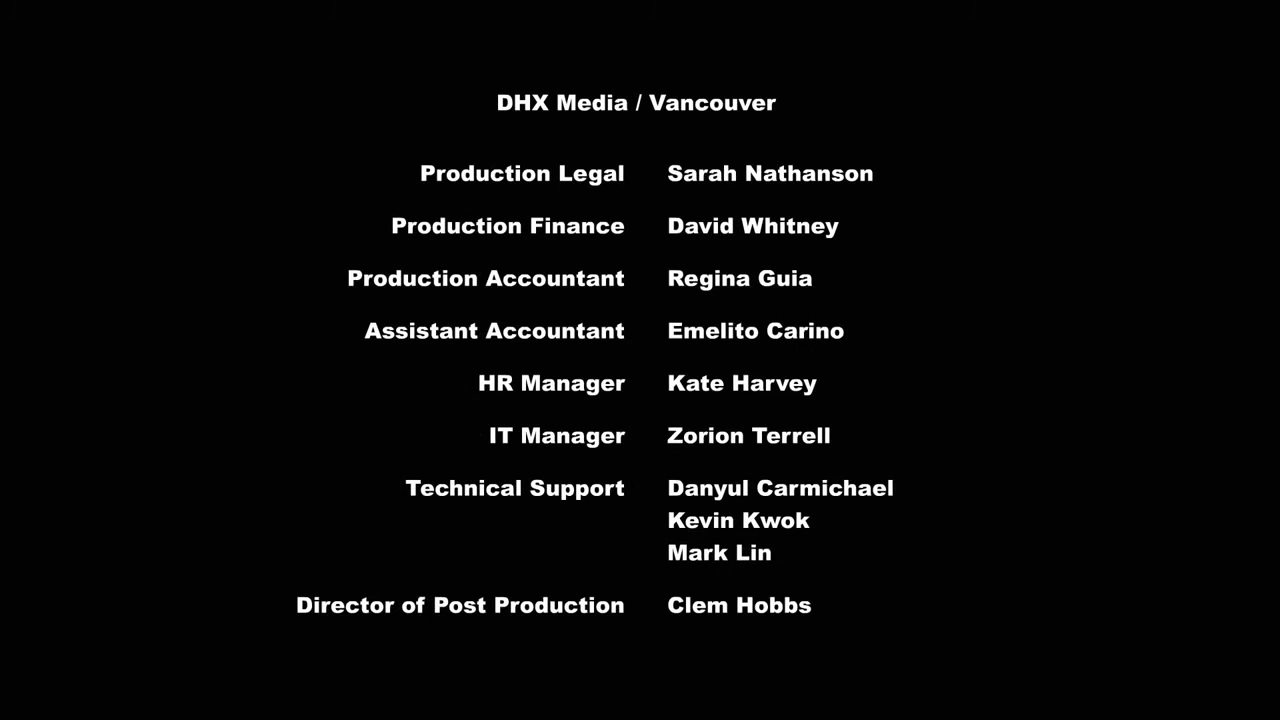 DHX Media / Vancouver
Production Legal Sarah Nathanson
Production Finance David Whitney
Production Accountant Regina Guia
Assistant Accountant Emelito Carino
HR Manager Kate Harvey
IT Manager Zorion Terrell
Technical Support Danyul Carmichael
Kevin Kwok
Mark Lin
Director of Post Production Clem Hobbs